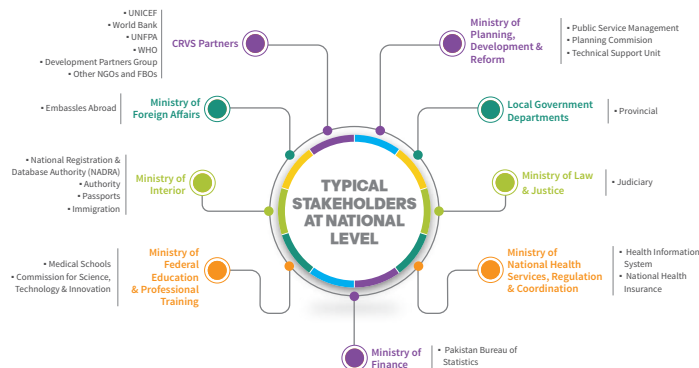 • UNICEF
• World Bank
• UNFPA
• WHO
• Development Partners Group
• Other NGOs and FBOs
CRVS Partners
Ministry of
Planning,
Development &
Reform
• Public Service Management
• Planning Commision
• Technical Support Unit
• Embassles Abroad
Ministry of
Foreign Affairs
Local Government
Departments
• Provincial
• National Registration &
Database Authority (NADRA)
• Authority
• Passports
• Immigration
Ministry of
Interior
TYPICAL
STAKEHOLDERS
AT NATIONAL
LEVEL
Ministry of Law
& Justice
• Judiciary
• Medical Schools
• Commission for Science,
Technology & Innovation
Ministry of
Federal
Education
& Professional
Training
Ministry of
National Health
Services, Regulation
& Coordination
• Health Information
System
• National Health
Insurance
Ministry of
Finance
• Pakistan Bureau of
Statistics